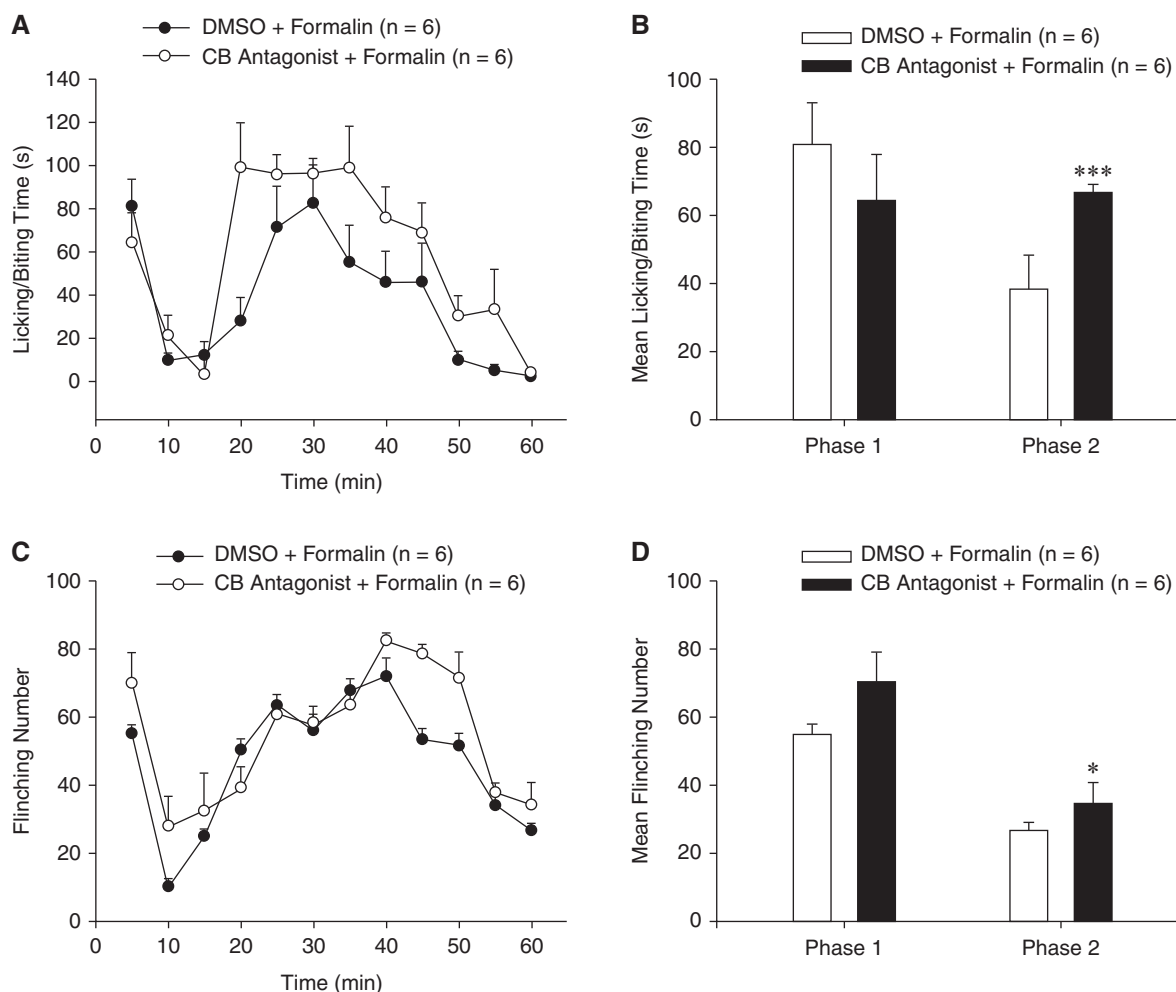 A
DMSO + Formalin (n = 6)
CB Antagonist + Formalin (n = 6)
Licking/Biting Time (s)
140
120
100
80
60
40
20
0
0 10 20 30 40 50 60
Time (min)
B
DMSO + Formalin (n = 6)
CB Antagonist + Formalin (n = 6)
Mean Licking/Biting Time (s)
100
80
60
40
60
0
***
Phase 1 Phase 2
C
DMSO + Formalin (n = 6)
CB Antagonist + Formalin (n = 6)
Flinching Number
100
80
60
40
20
0
0 10 20 30 40 50 60
Time (min)
D
DMSO + Formalin (n = 6)
CB Antagonist + Formalin (n = 6)
Mean Flinching Number
100
80
60
40
20
0
*
Phase 1 Phase 2